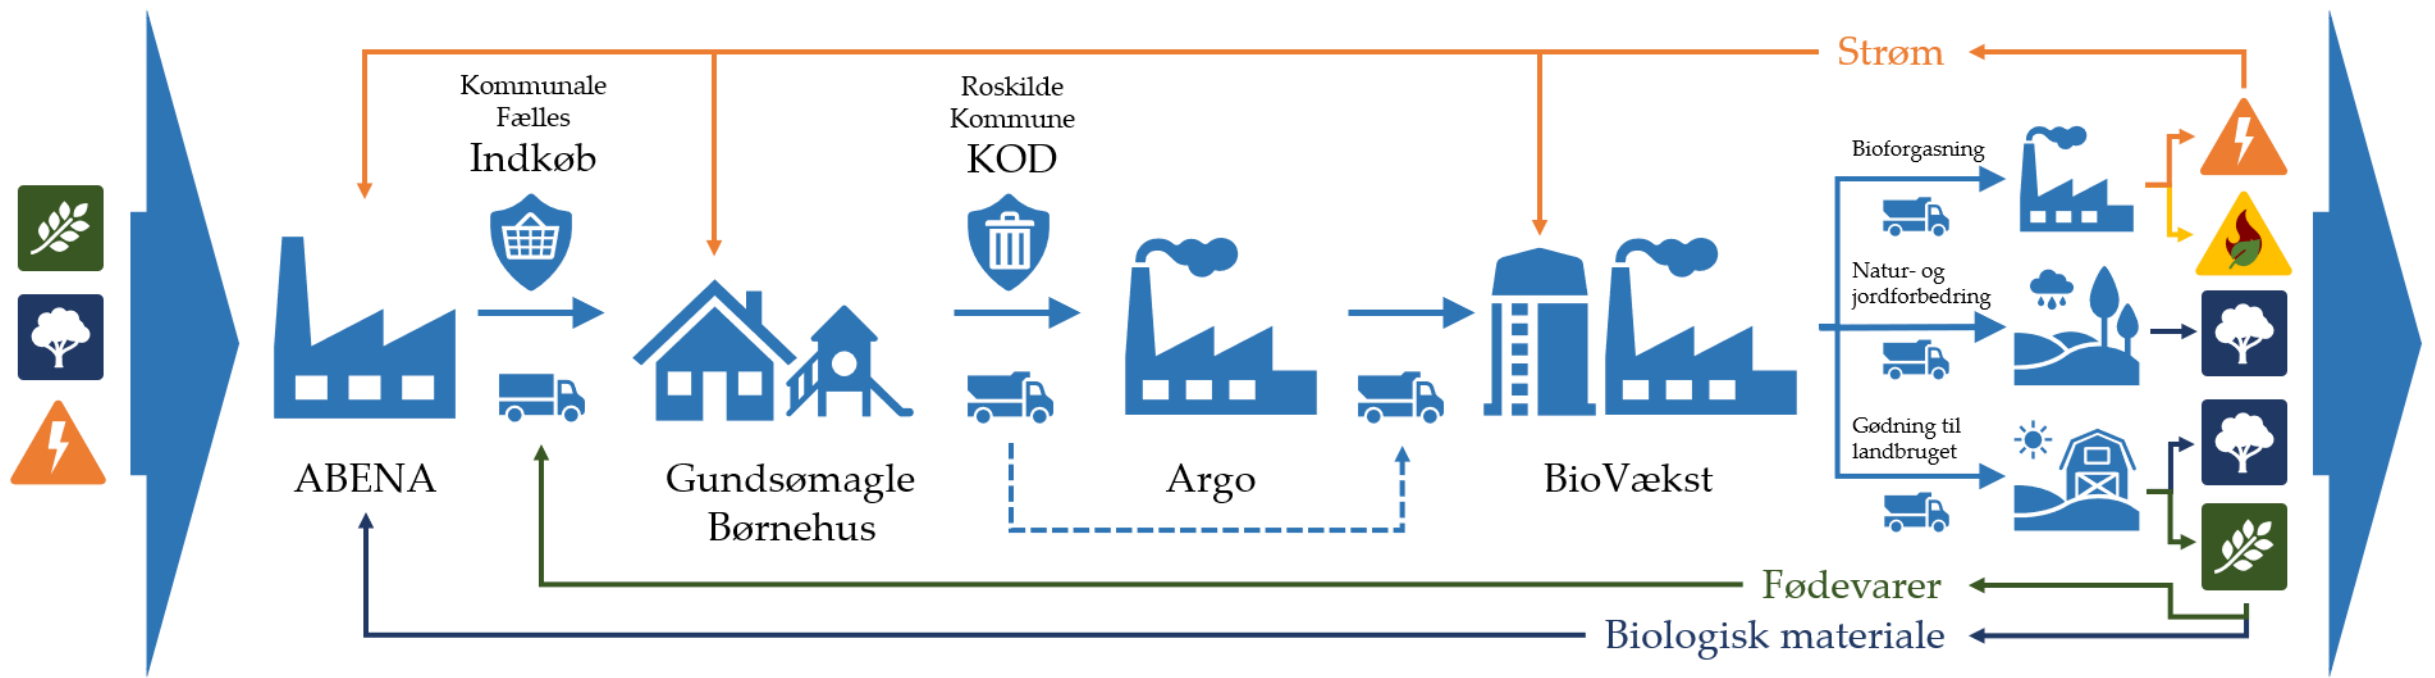 Strøm
Kommunale
Fælles
Indkøb
Roskilde
Kommune
KOD
Bioforgasning
Natur- og
jordforbedring
Gødning til
landbruget
ABENA
Gundsømagle
Børnehus
Argo
BioVækst
Fødevarer
Biologisk materiale